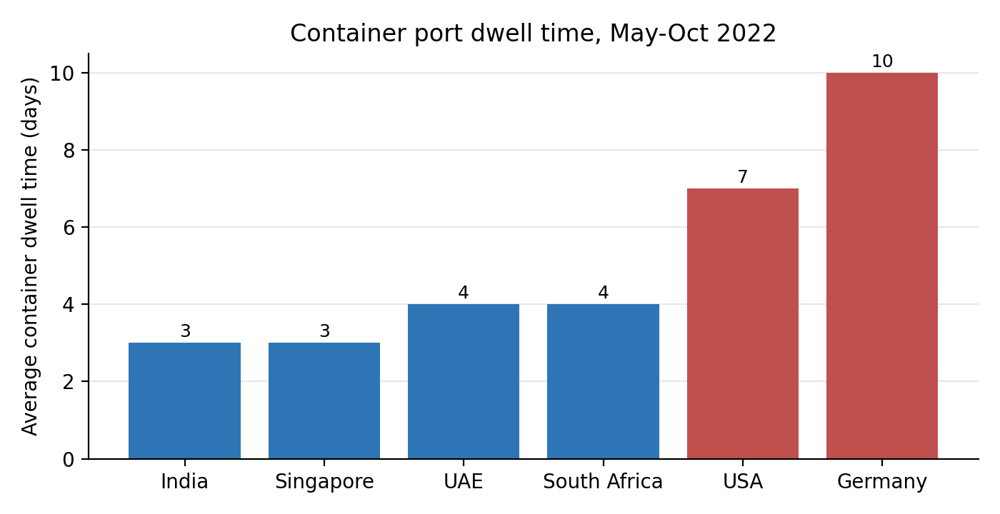 Container port dwell time, May-Oct 2022
Average container dwell time (days)
10
8
6
4
2
0
3
3
4
4
7
10
India
Singapore
UAE
South Africa
USA
Germany